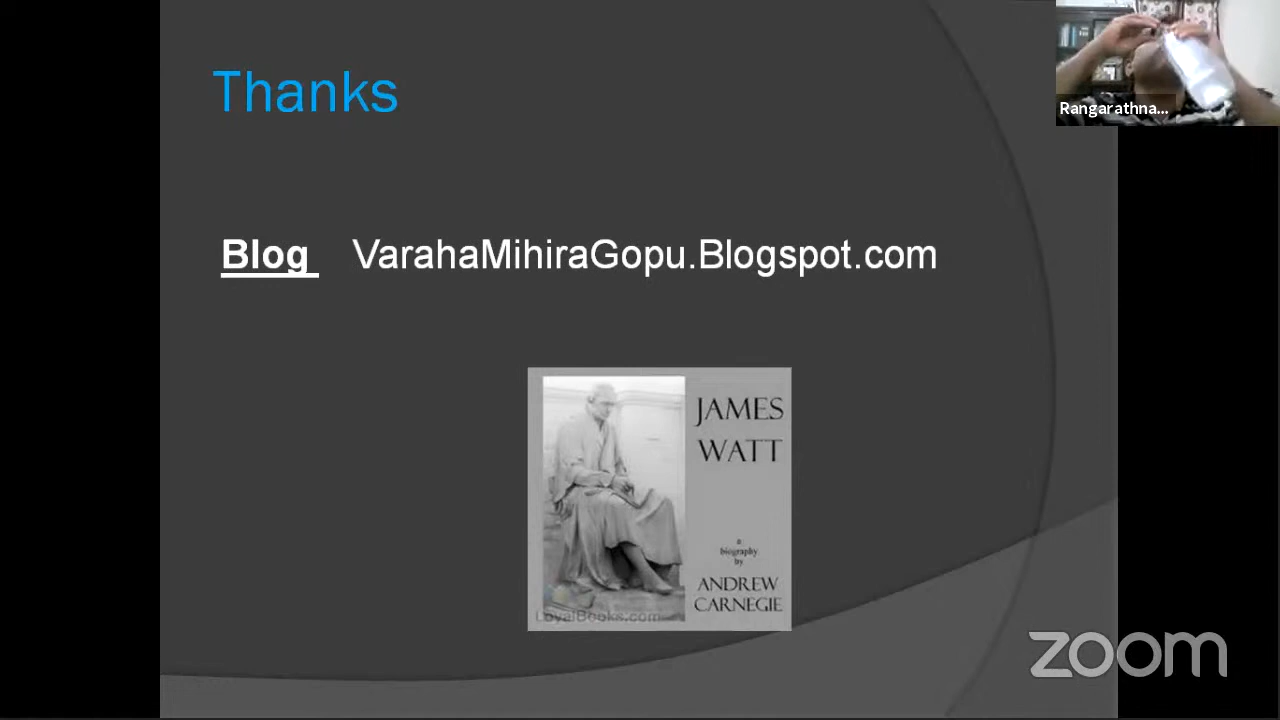 Thanks
Rangarathna...
Blog VarahaMihiraGopu.Blogspot.com
JAMES
WATT
a
biography
by
ANDREW
CARNEGIE
LoyalBooks.com
zoom